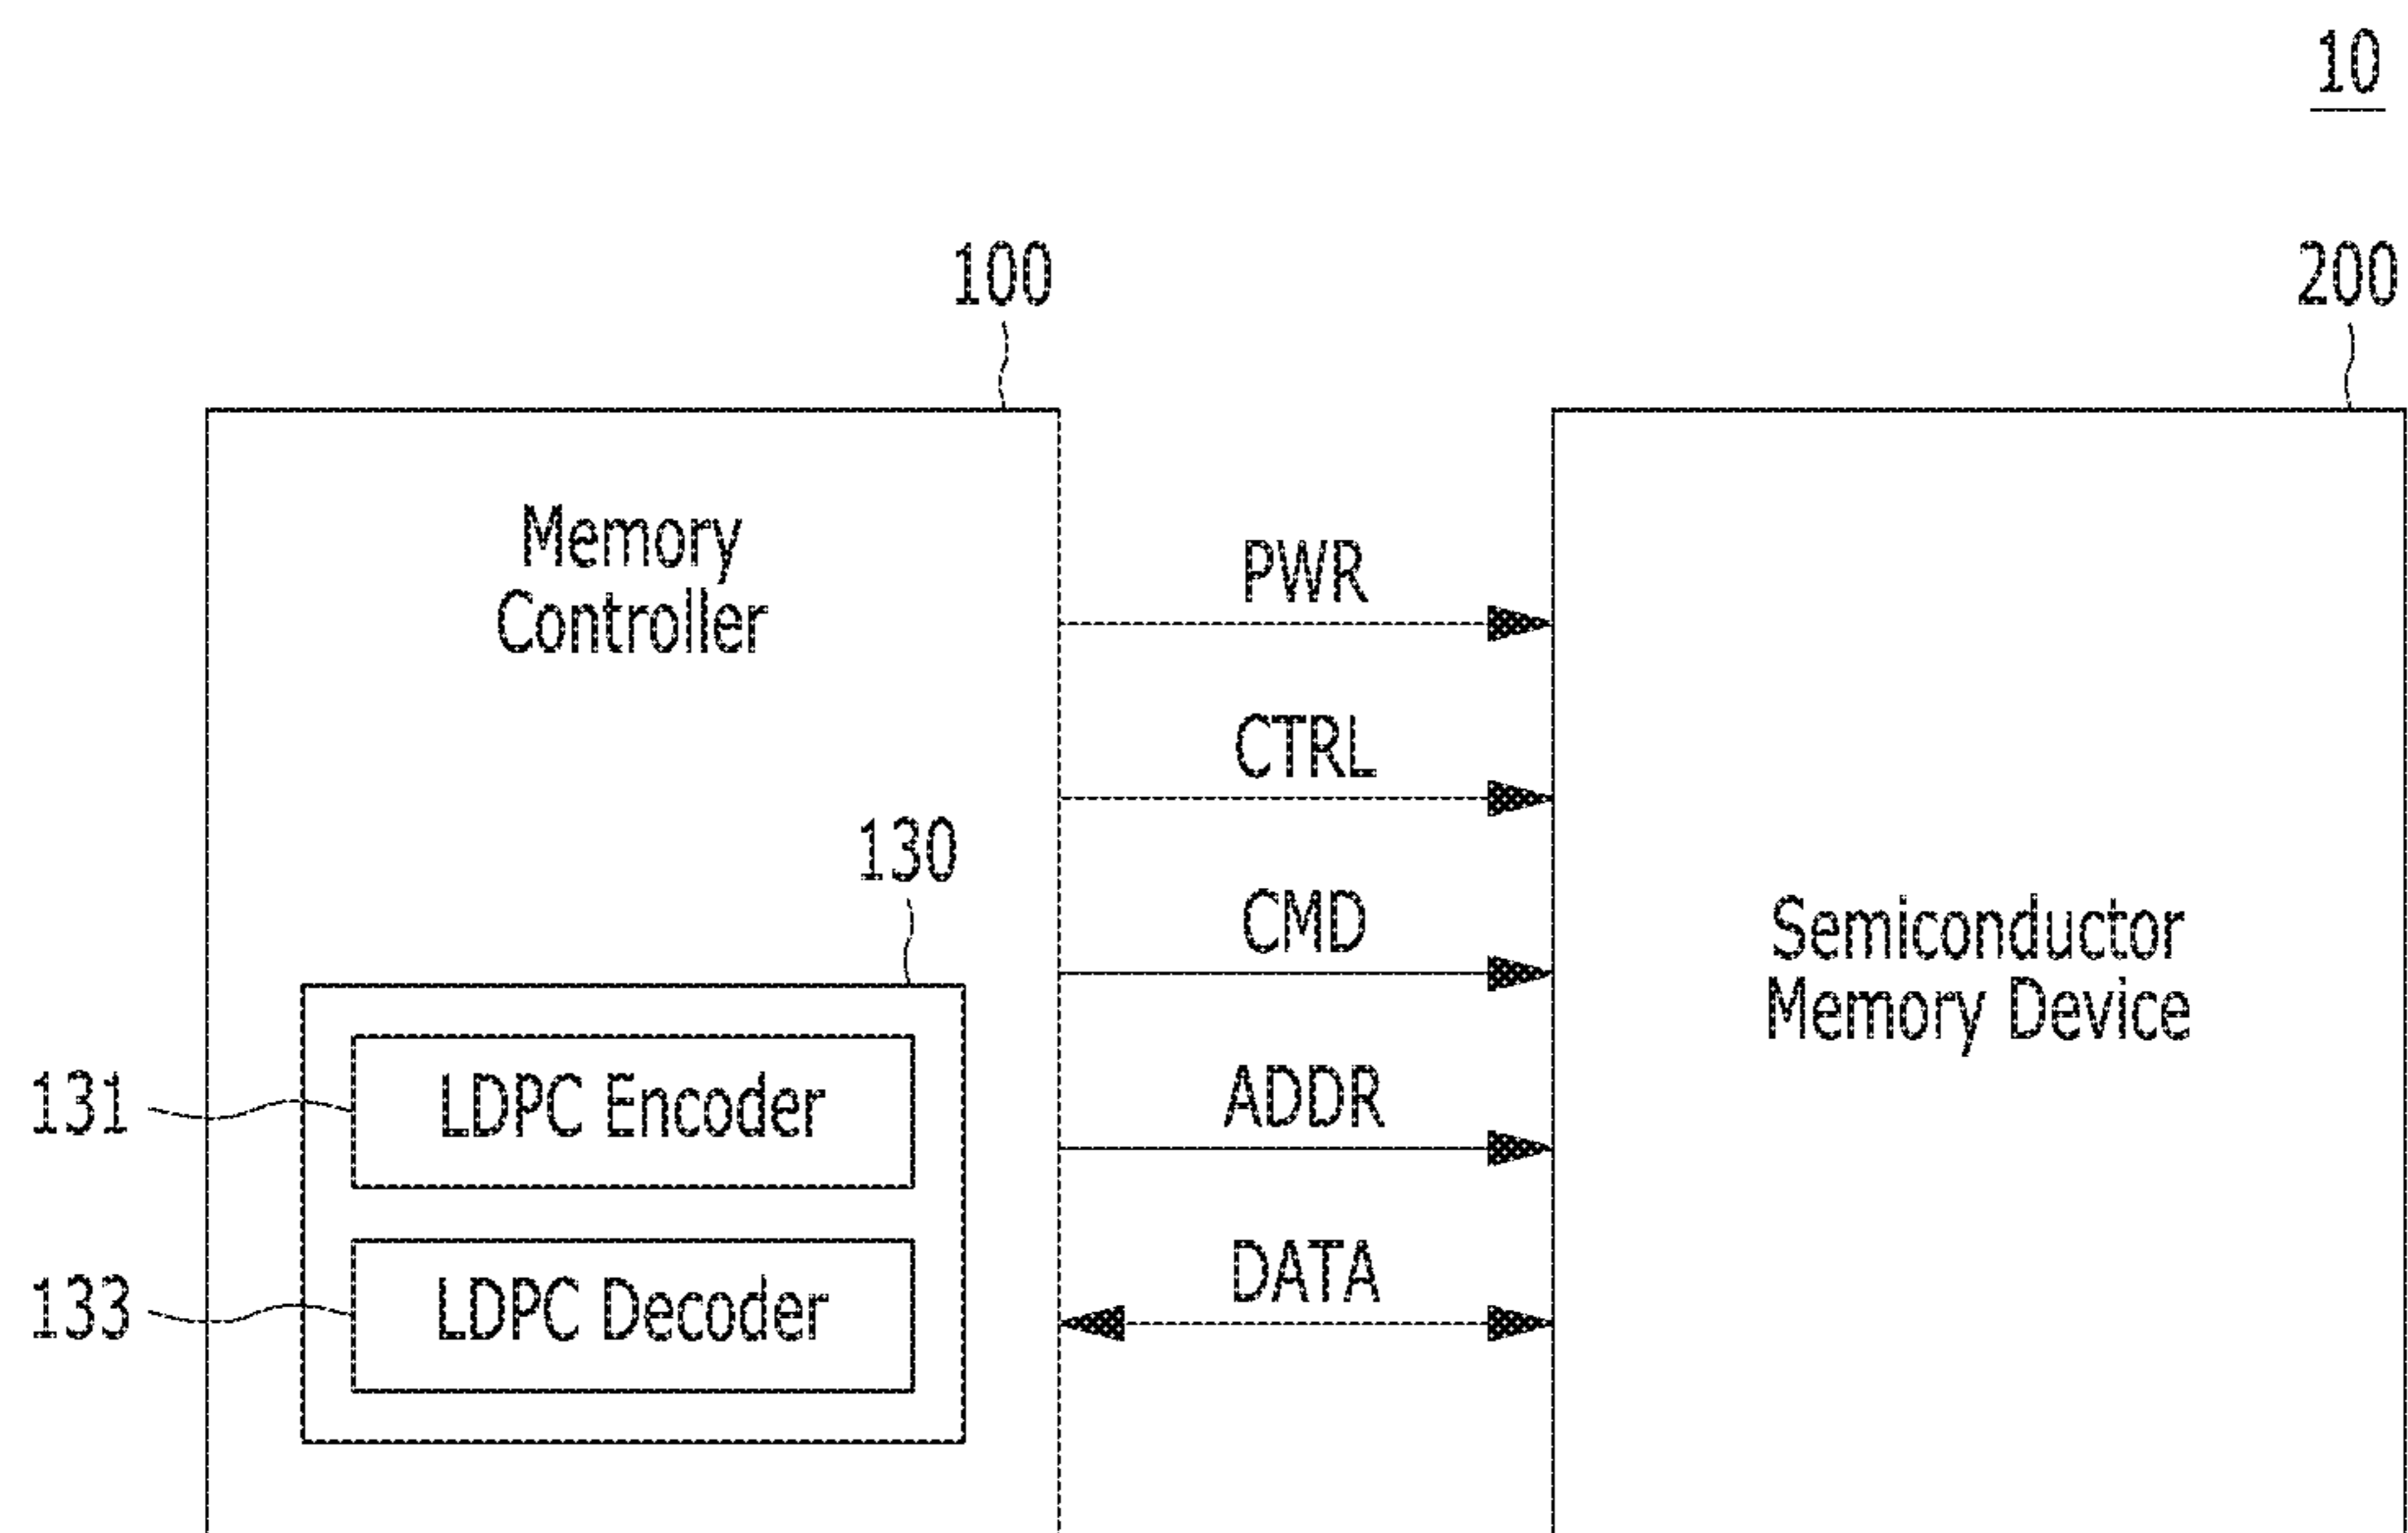 10
100
200
Memory
Controller
PWR
CTRL
130
CMD
Semiconductor
Memory Device
131
LDPC Encoder
ADDR
133
LDPC Decoder
DATA